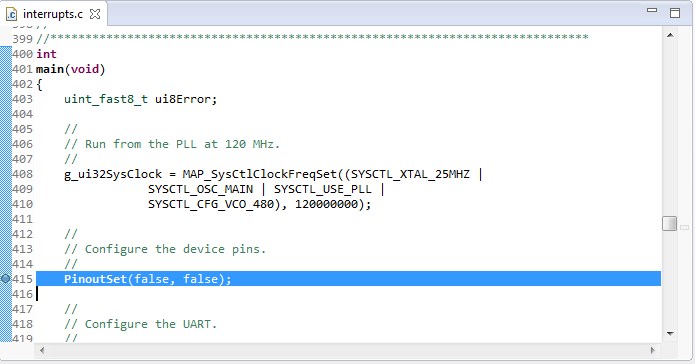 interrupts.c
399 //*****************************************************************************
400 int
401 main(void)
402 {
403     uint_fast8_t ui8Error;
404
405     //
406     // Run from the PLL at 120 MHz.
407     //
408     g_ui32SysClock = MAP_SysCtlClockFreqSet((SYSCTL_XTAL_25MHZ |
409                 SYSCTL_OSC_MAIN | SYSCTL_USE_PLL |
410                 SYSCTL_CFG_VCO_480), 120000000);
411
412     //
413     // Configure the device pins.
414     //
415     PinoutSet(false, false);
416
417     //
418     // Configure the UART.
419     //